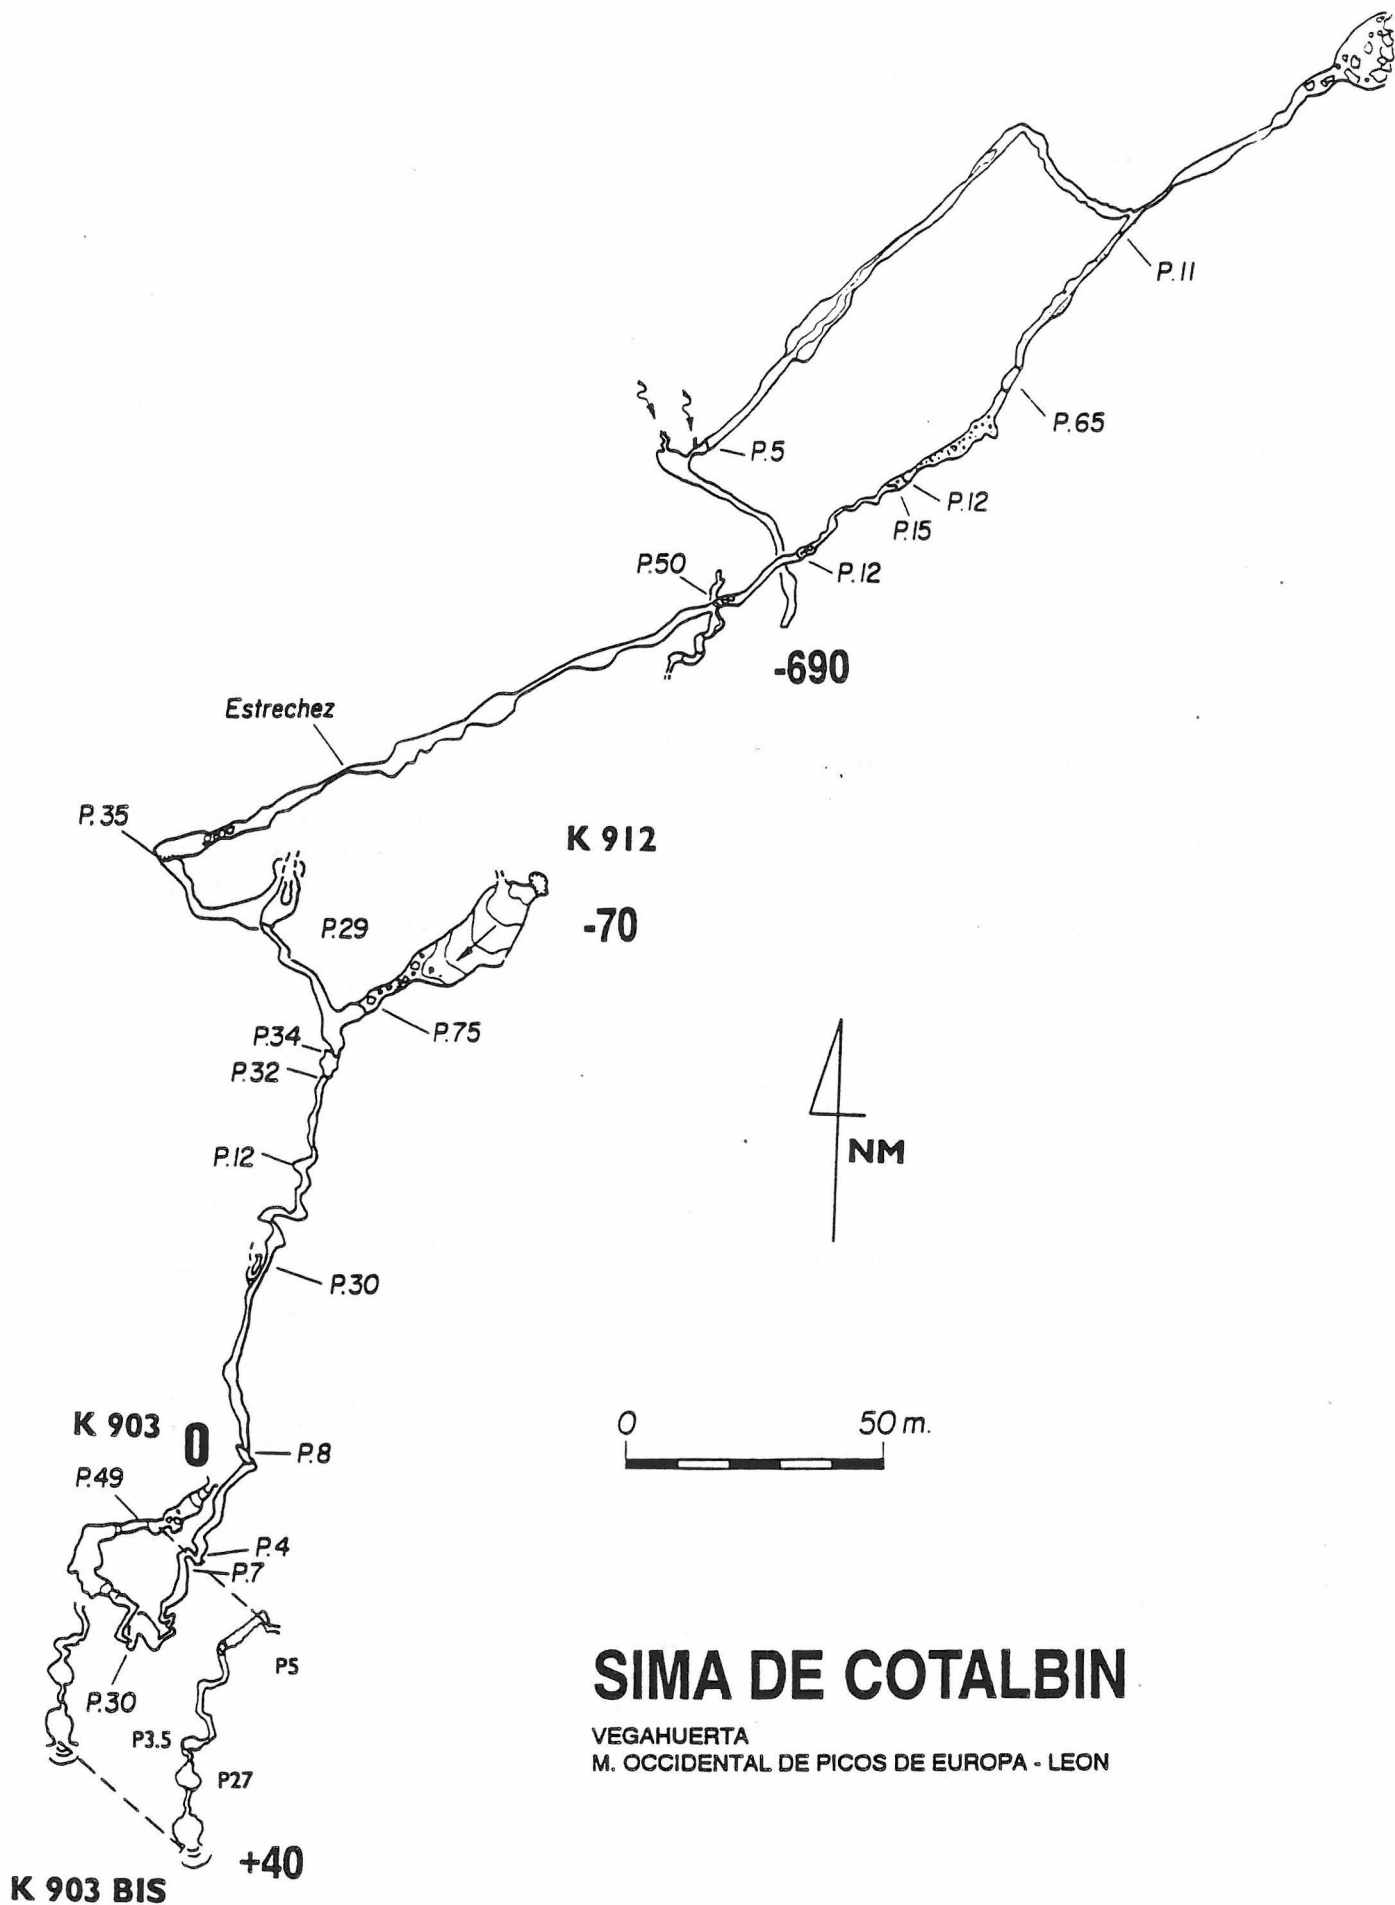 P.11
P.65
P.5
P.12
P.15
P.50
P.12
-690
Estrechez
P.35
K 912
-70
P.29
P.75
P.34
P.32
P.12
NM
P.30
K 903
0
0
50 m.
P.8
P.49
P.4
P.7
P5
P.30
P3.5
P27
SIMA DE COTALBIN
VEGAHUERTA
M. OCCIDENTAL DE PICOS DE EUROPA - LEON
+40
K 903 BIS